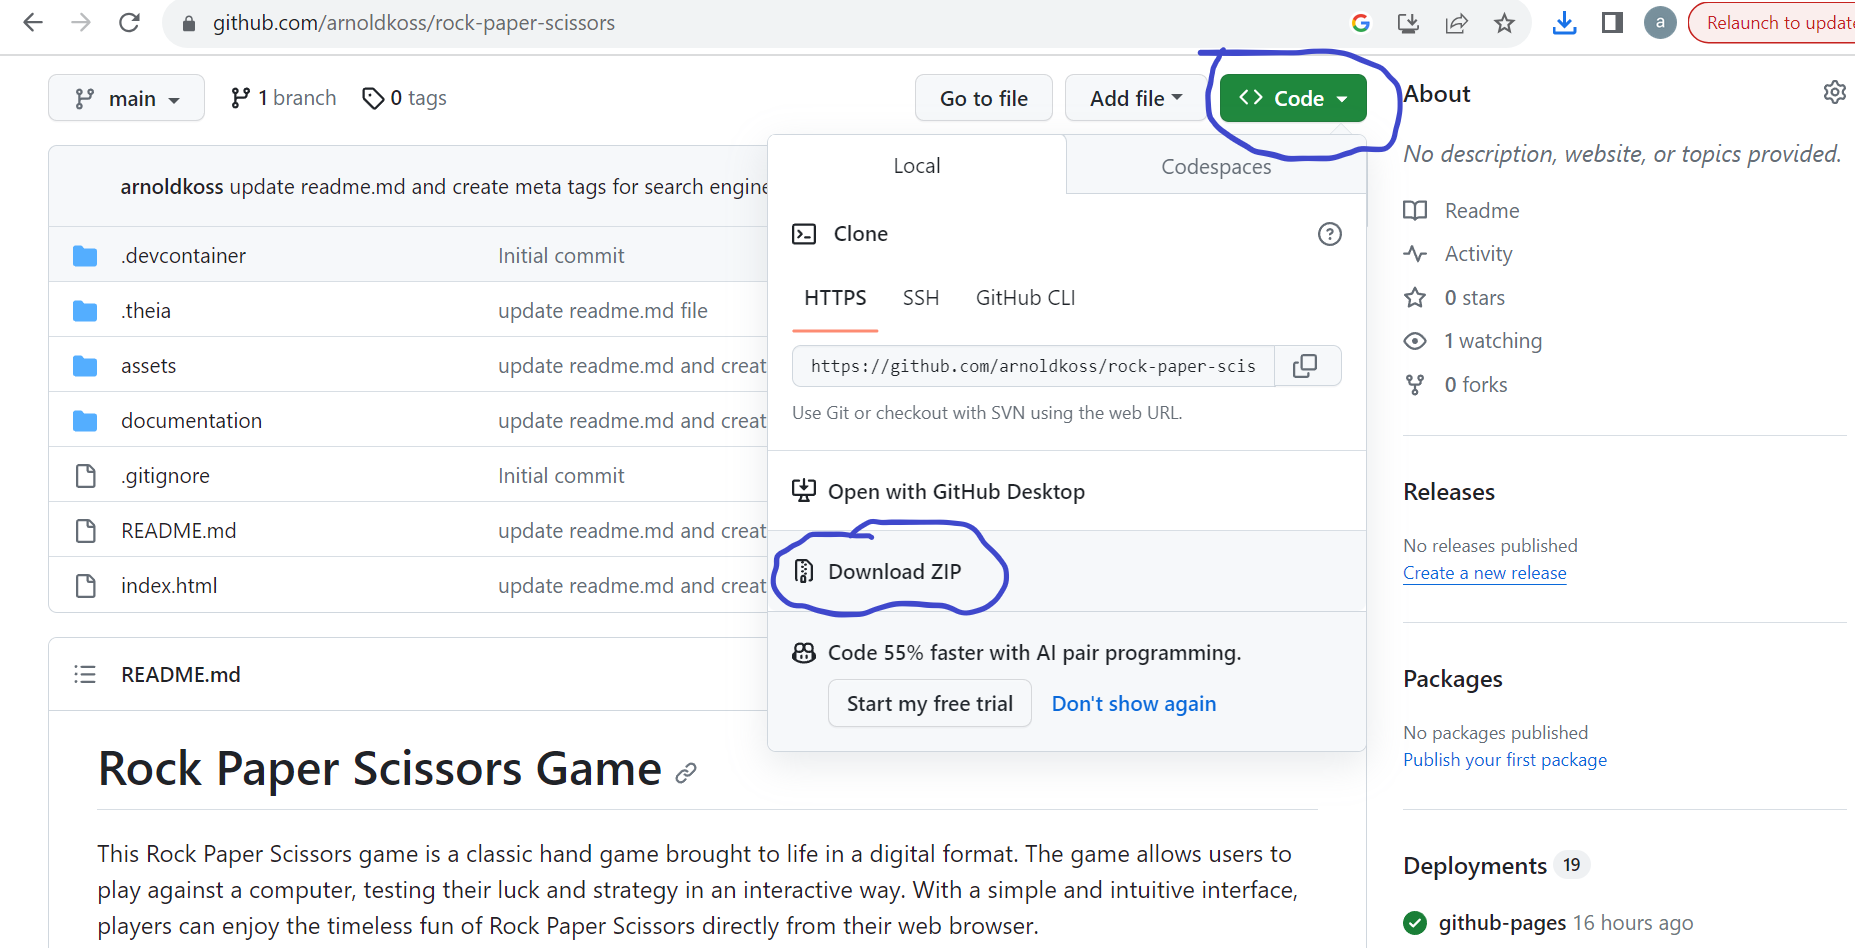 github.com/arnoldkoss/rock-paper-scissors
a
Relaunch to update
main
1 branch
0 tags
Go to file
Add file
<> Code
About
Local
Codespaces
No description, website, or topics provided.
arnoldkoss update readme.md and create meta tags for search engine
Clone
Readme
.devcontainer
Initial commit
Activity
HTTPS
SSH
GitHub CLI
0 stars
.theia
update readme.md file
1 watching
assets
update readme.md and creat
https://github.com/arnoldkoss/rock-paper-scis
0 forks
Use Git or checkout with SVN using the web URL.
documentation
update readme.md and creat
.gitignore
Initial commit
Open with GitHub Desktop
Releases
README.md
update readme.md and creat
No releases published
Create a new release
Download ZIP
index.html
update readme.md and creat
Code 55% faster with AI pair programming.
Start my free trial
Don't show again
README.md
Packages
No packages published
Publish your first package
Rock Paper Scissors Game
This Rock Paper Scissors game is a classic hand game brought to life in a digital format. The game allows users to
play against a computer, testing their luck and strategy in an interactive way. With a simple and intuitive interface,
players can enjoy the timeless fun of Rock Paper Scissors directly from their web browser.
Deployments 19
github-pages 16 hours ago